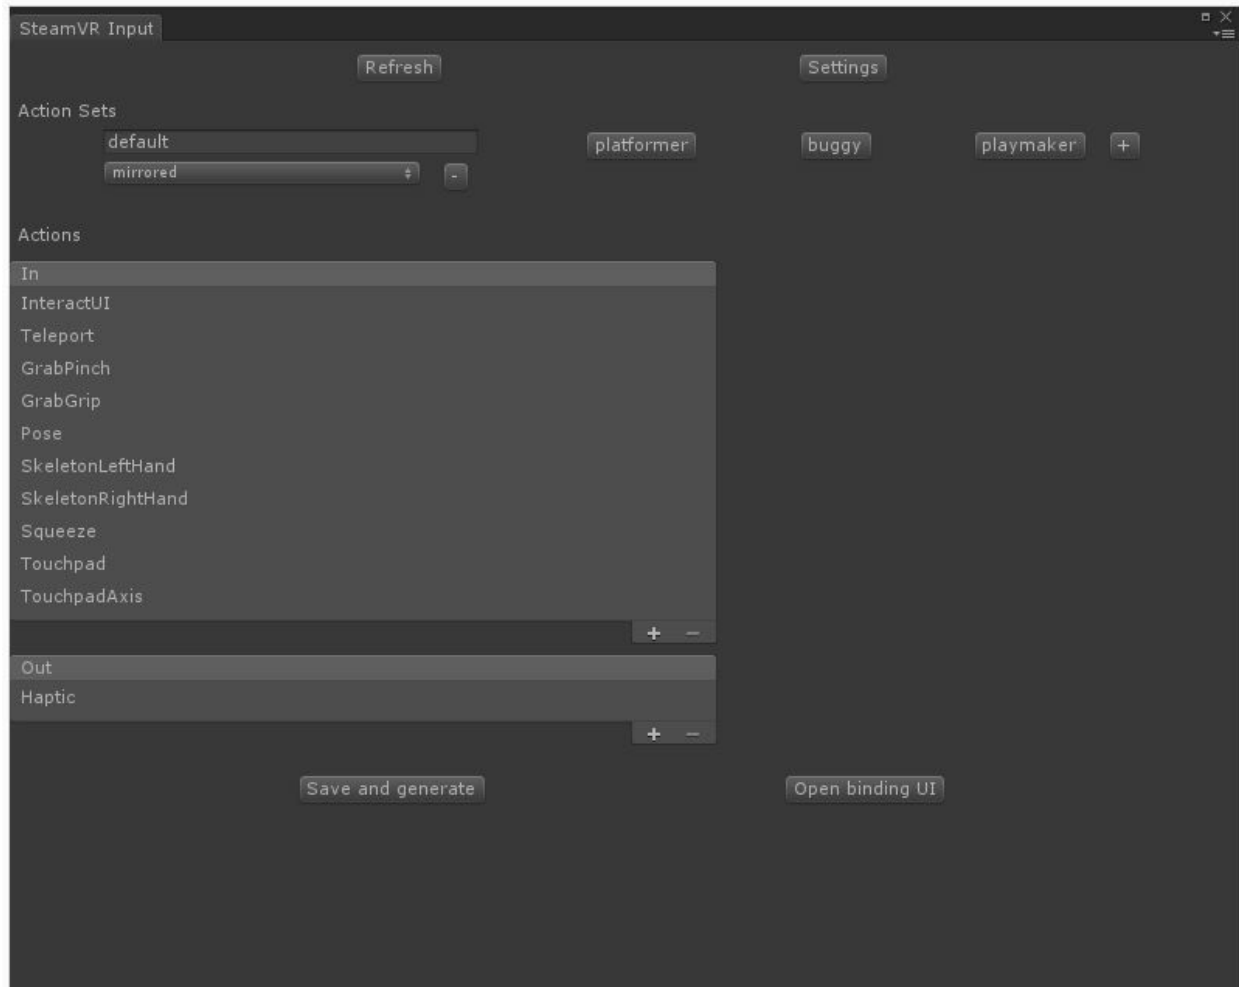 SteamVR Input
Refresh Settings
Action Sets
default platformer buggy playmaker +
mirrored -
Actions
In
InteractUI
Teleport
GrabPinch
GrabGrip
Pose
SkeletonLeftHand
SkeletonRightHand
Squeeze
Touchpad
TouchpadAxis
+ −
Out
Haptic
+ −
Save and generate Open binding UI